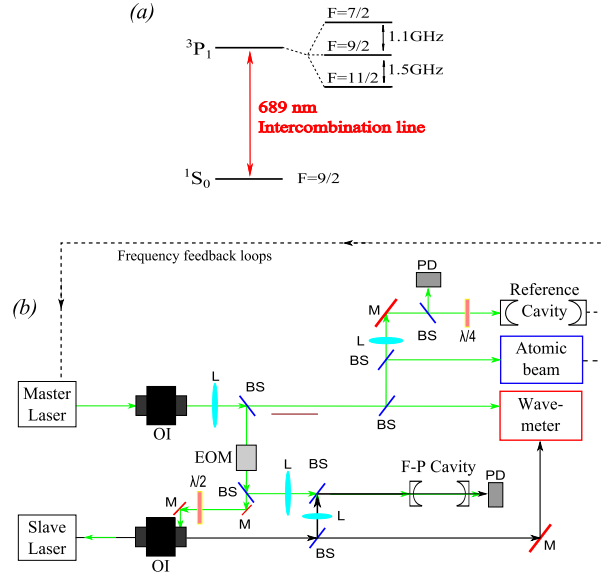 (a)
F=7/2
1.1GHz
³P₁
F=9/2
1.5GHz
F=11/2
689 nm
Intercombination line
¹S₀
F=9/2
Frequency feedback loops
(b)
PD
Reference
Cavity
M
BS
λ/4
L
BS
Atomic
beam
Master
Laser
L
BS
OI
BS
Wave-
meter
EOM
BS
L
BS
F-P Cavity
PD
λ/2
M
M
L
Slave
Laser
OI
BS
M